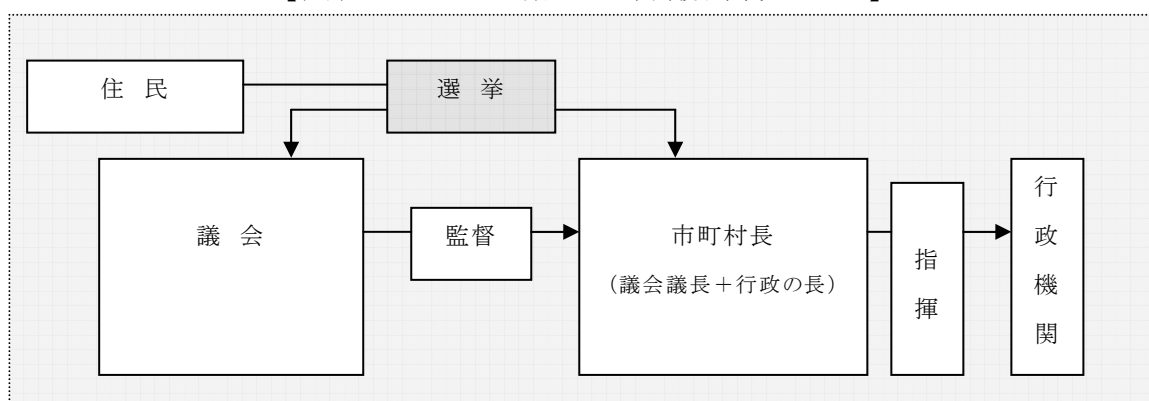 住 民
選 挙
議 会
監督
市町村長
（議会議長＋行政の長）
指揮
行政機関